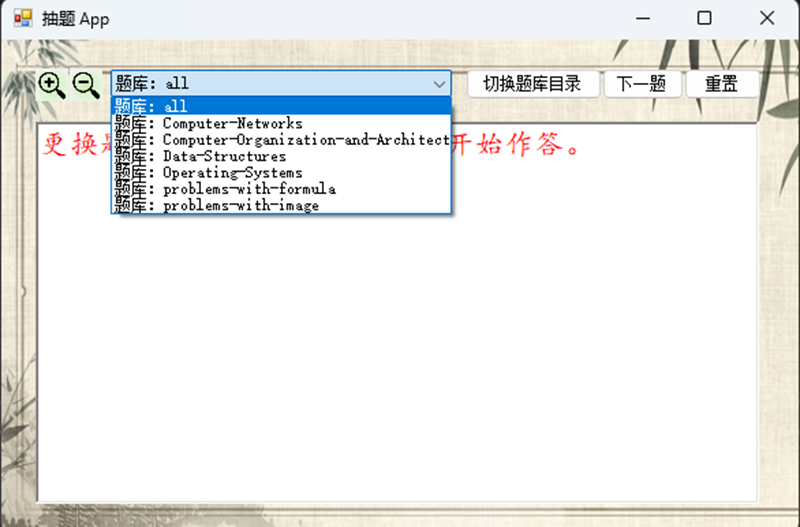 抽题 App
题库: all
切换题库目录
下一题
重置
题库: all
题库: Computer-Networks
题库: Computer-Organization-and-Architect
题库: Data-Structures
题库: Operating-Systems
题库: problems-with-formula
题库: problems-with-image
更换 开始作答。